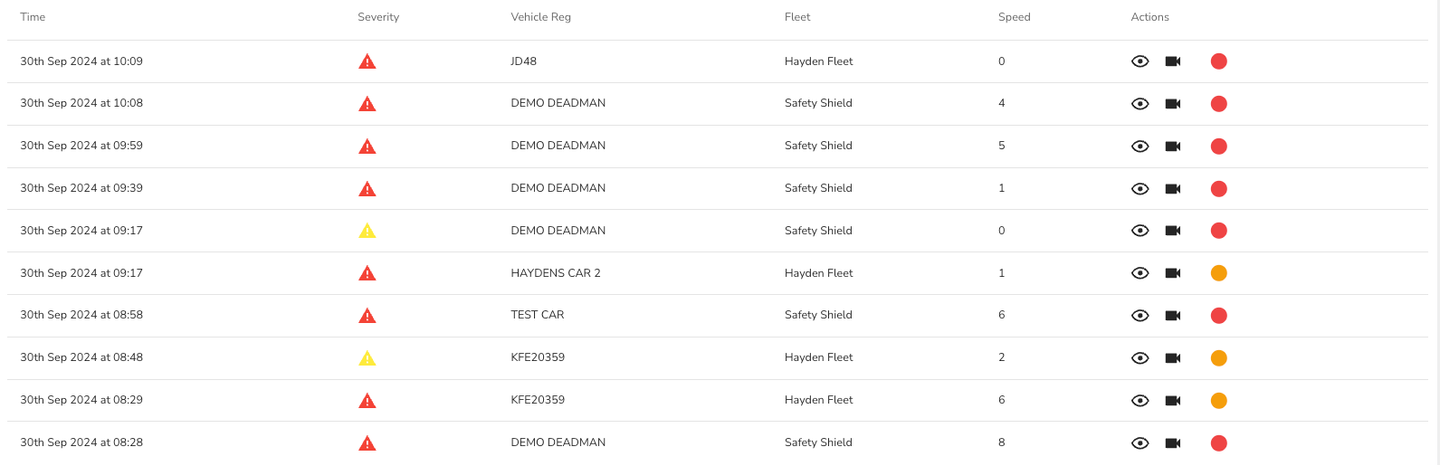 Time Severity Vehicle Reg Fleet Speed Actions
30th Sep 2024 at 10:09 JD48 Hayden Fleet 0
30th Sep 2024 at 10:08 DEMO DEADMAN Safety Shield 4
30th Sep 2024 at 09:59 DEMO DEADMAN Safety Shield 5
30th Sep 2024 at 09:39 DEMO DEADMAN Safety Shield 1
30th Sep 2024 at 09:17 DEMO DEADMAN Safety Shield 0
30th Sep 2024 at 09:17 HAYDENS CAR 2 Hayden Fleet 1
30th Sep 2024 at 08:58 TEST CAR Safety Shield 6
30th Sep 2024 at 08:48 KFE20359 Hayden Fleet 2
30th Sep 2024 at 08:29 KFE20359 Hayden Fleet 6
30th Sep 2024 at 08:28 DEMO DEADMAN Safety Shield 8